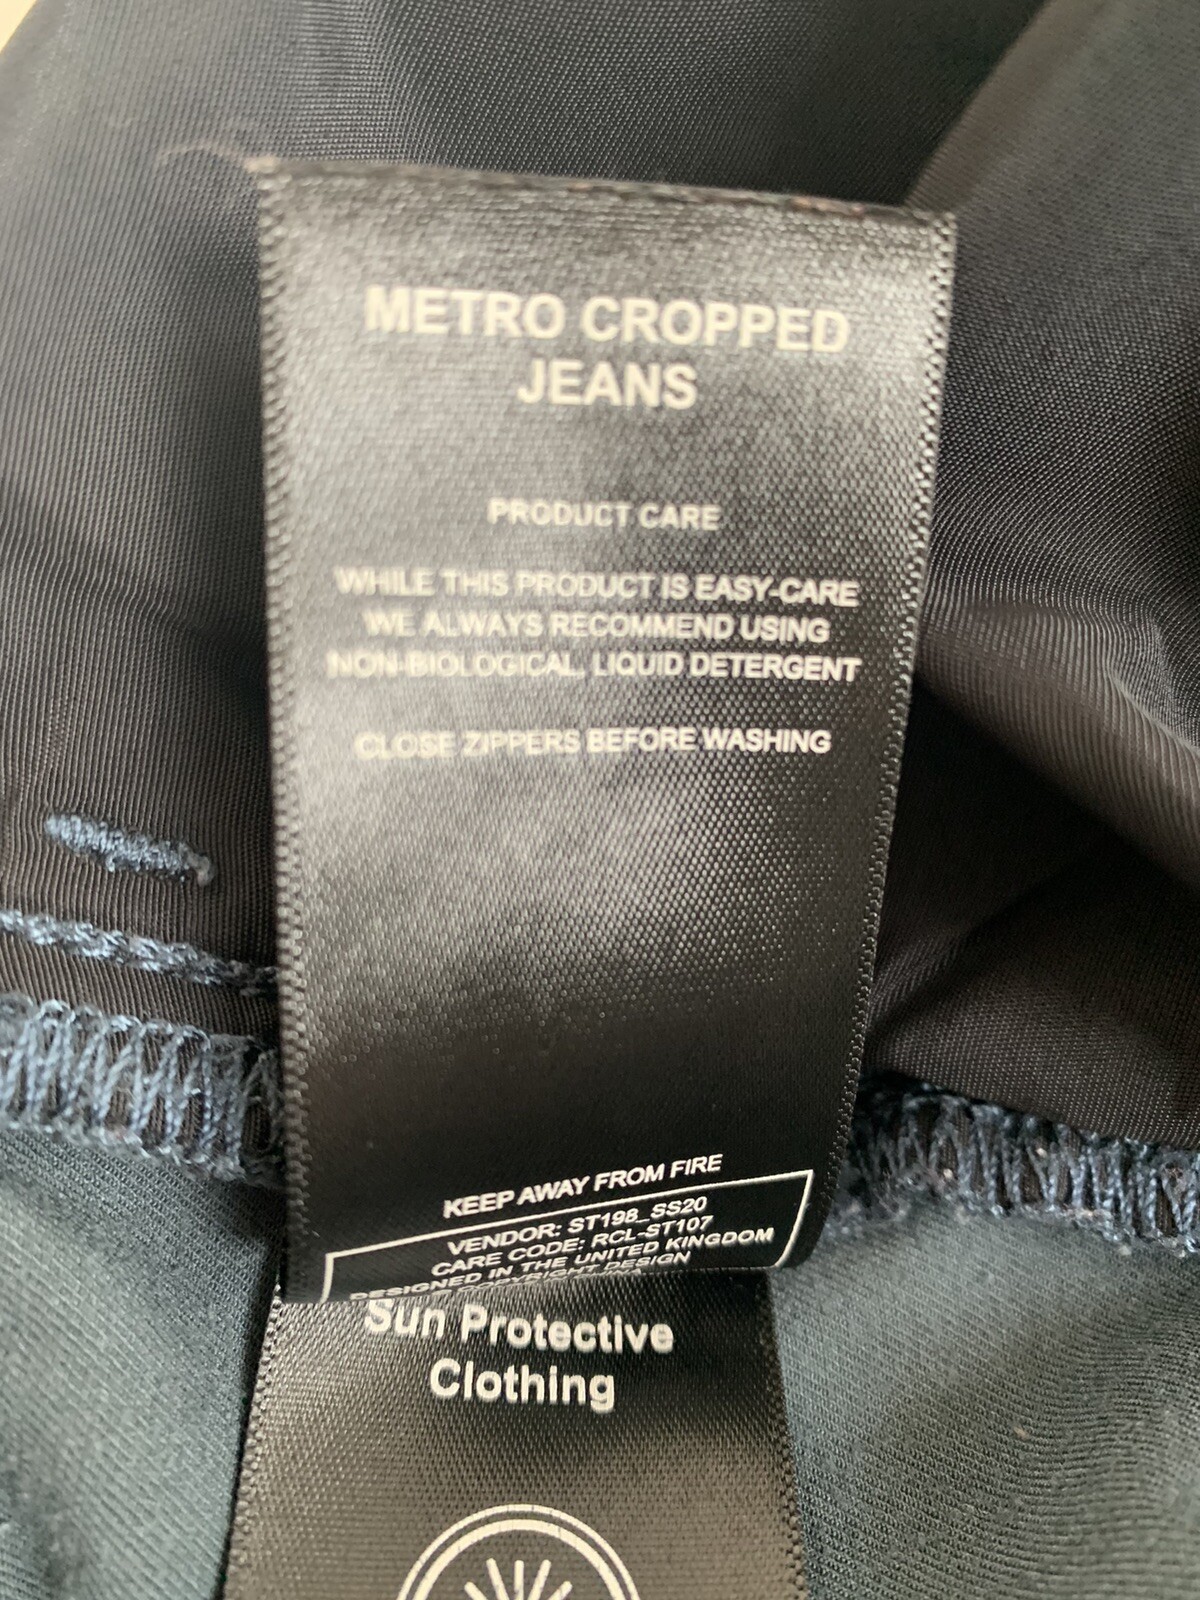 METRO CROPPED
JEANS
PRODUCT CARE
WHILE THIS PRODUCT IS EASY-CARE
WE ALWAYS RECOMMEND USING
NON-BIOLOGICAL, LIQUID DETERGENT
CLOSE ZIPPERS BEFORE WASHING
KEEP AWAY FROM FIRE
VENDOR: ST198_SS20
CARE CODE: RCL-ST107
DESIGNED IN THE UNITED KINGDOM
COPYRIGHT DESIGN
Sun Protective
Clothing